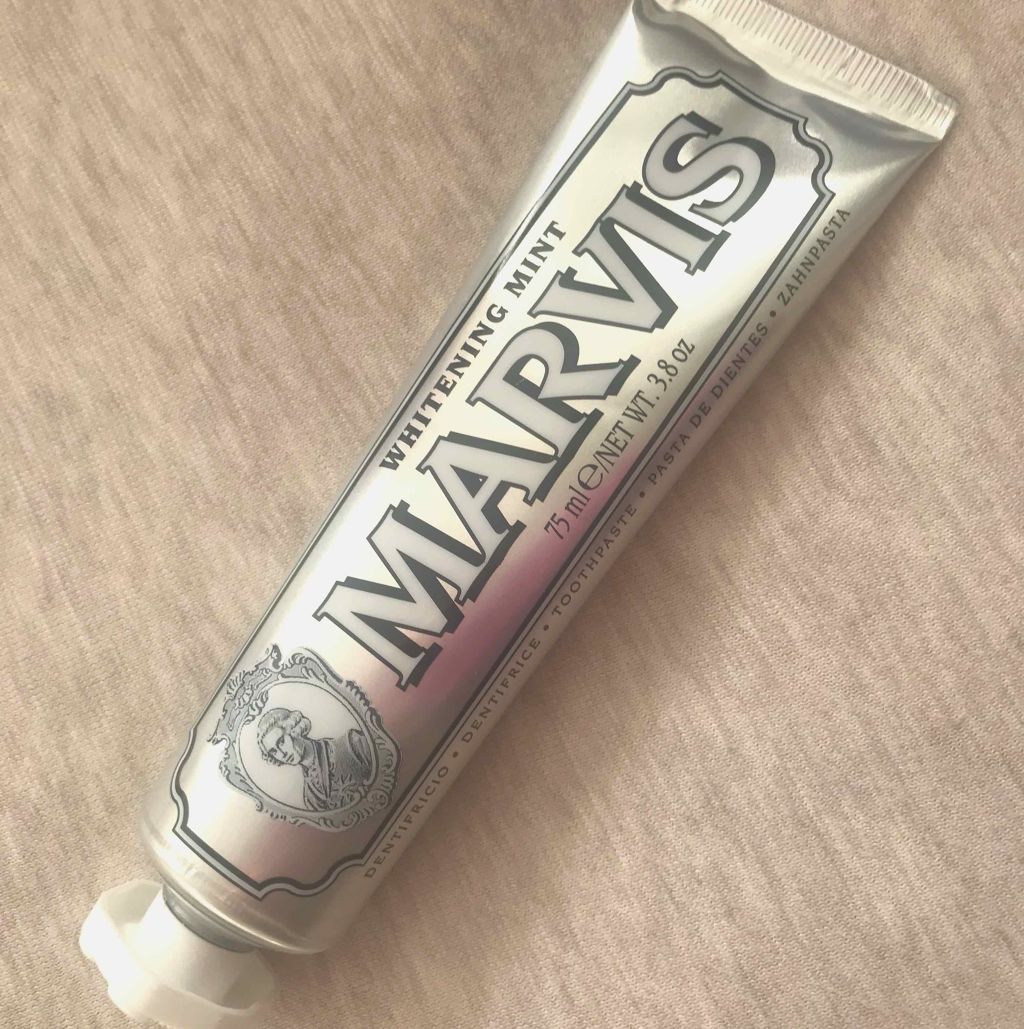 WHITENING MINT
MARVIS
75 ml ℮/NET WT. 3.8 oz
DENTIFRICIO • DENTIFRICE • TOOTHPASTE • PASTA DE DIENTES • ZAHNPASTA